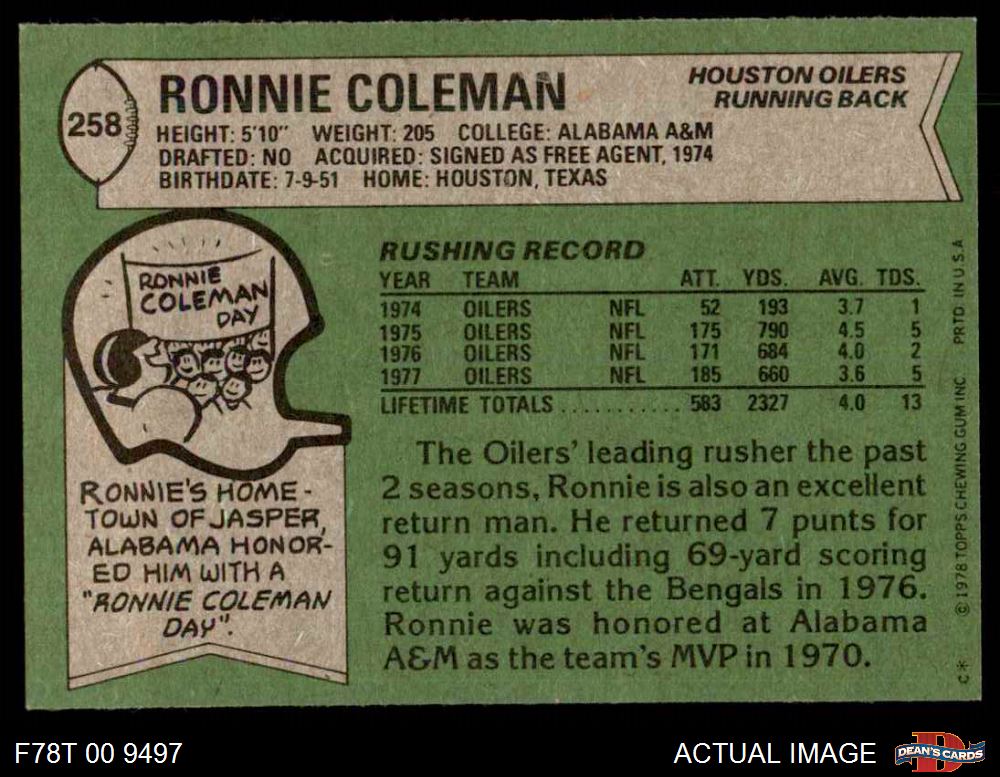 258
RONNIE COLEMAN
HOUSTON OILERS
RUNNING BACK
HEIGHT: 5'10" WEIGHT: 205 COLLEGE: ALABAMA A&M
DRAFTED: NO ACQUIRED: SIGNED AS FREE AGENT, 1974
BIRTHDATE: 7-9-51 HOME: HOUSTON, TEXAS
RONNIE
COLEMAN
DAY
RONNIE'S HOME-
TOWN OF JASPER,
ALABAMA HONOR-
ED HIM WITH A
"RONNIE COLEMAN
DAY".
RUSHING RECORD
YEAR TEAM ATT. YDS. AVG. TDS.
1974 OILERS NFL 52 193 3.7 1
1975 OILERS NFL 175 790 4.5 5
1976 OILERS NFL 171 684 4.0 2
1977 OILERS NFL 185 660 3.6 5
LIFETIME TOTALS ........... 583 2327 4.0 13
The Oilers' leading rusher the past
2 seasons, Ronnie is also an excellent
return man. He returned 7 punts for
91 yards including 69-yard scoring
return against the Bengals in 1976.
Ronnie was honored at Alabama
A&M as the team's MVP in 1970.
C* © 1978 TOPPS CHEWING GUM INC. PRTD. IN U.S.A
F78T 00 9497
ACTUAL IMAGE
D
DEAN'S CARDS